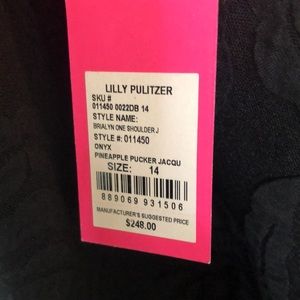 LILLY PULITZER
SKU #
011450 0022DB 14
STYLE NAME:
BRIALYN ONE SHOULDER J
STYLE #: 011450
ONYX
PINEAPPLE PUCKER JACQU
SIZE: 14
889069 931506
MANUFACTURER'S SUGGESTED PRICE
$248.00